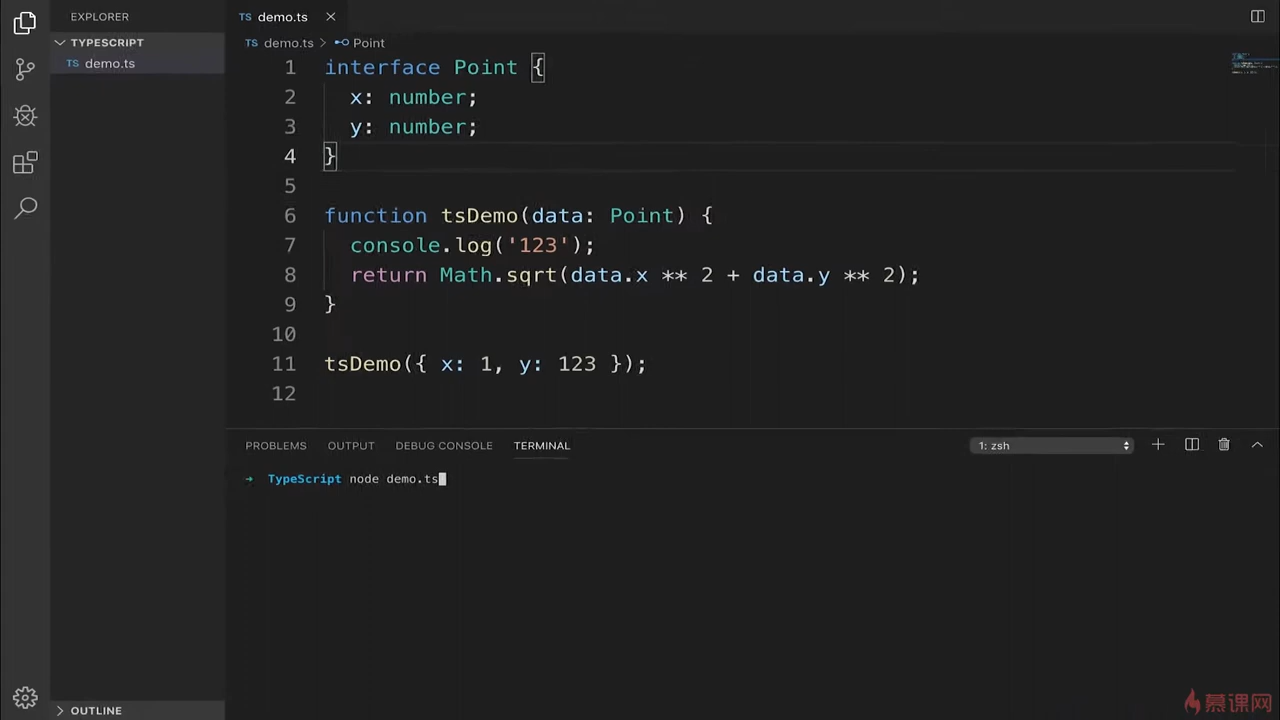 EXPLORER
TS demo.ts
TYPESCRIPT
TS demo.ts
demo.ts
Point
1 interface Point {
2 x: number;
3 y: number;
4 }
5
6 function tsDemo(data: Point) {
7 console.log('123');
8 return Math.sqrt(data.x ** 2 + data.y ** 2);
9 }
10
11 tsDemo({ x: 1, y: 123 });
12
PROBLEMS OUTPUT DEBUG CONSOLE TERMINAL 1: zsh
TypeScript node demo.ts
OUTLINE
慕课网